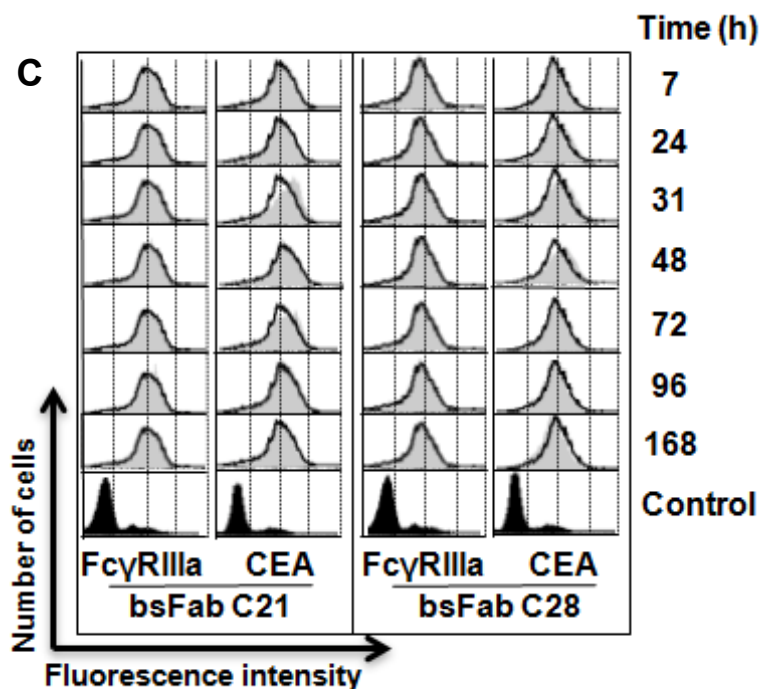 Time (h)
C
7
24
31
48
72
96
168
Control
Number of cells
FcγRIIIa CEA FcγRIIIa CEA
bsFab C21 bsFab C28
Fluorescence intensity